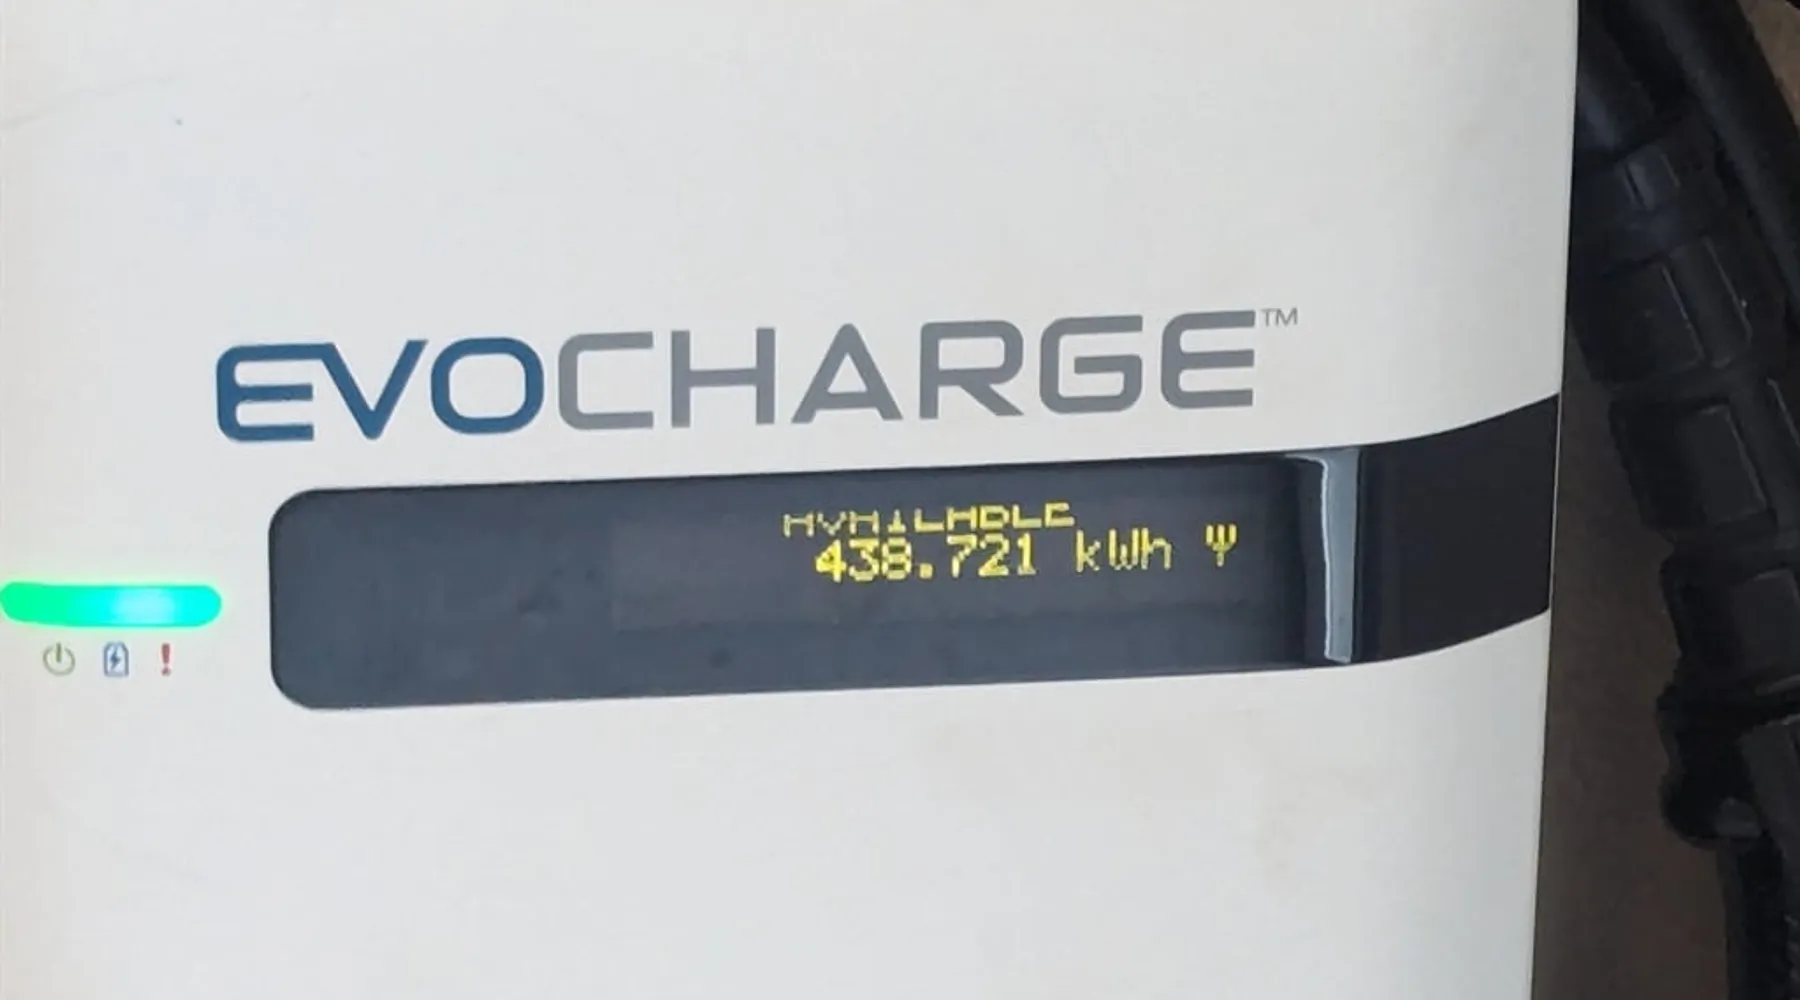 EVOCHARGE™
AVAILABLE
438.721 kWh